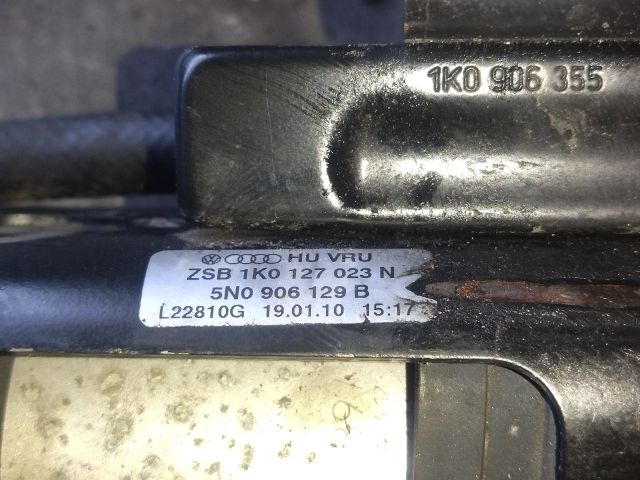 1K0 906 355
HU VRU
ZSB 1K0 127 023 N
5N0 906 129 B
L22810G 19.01.10 15:17